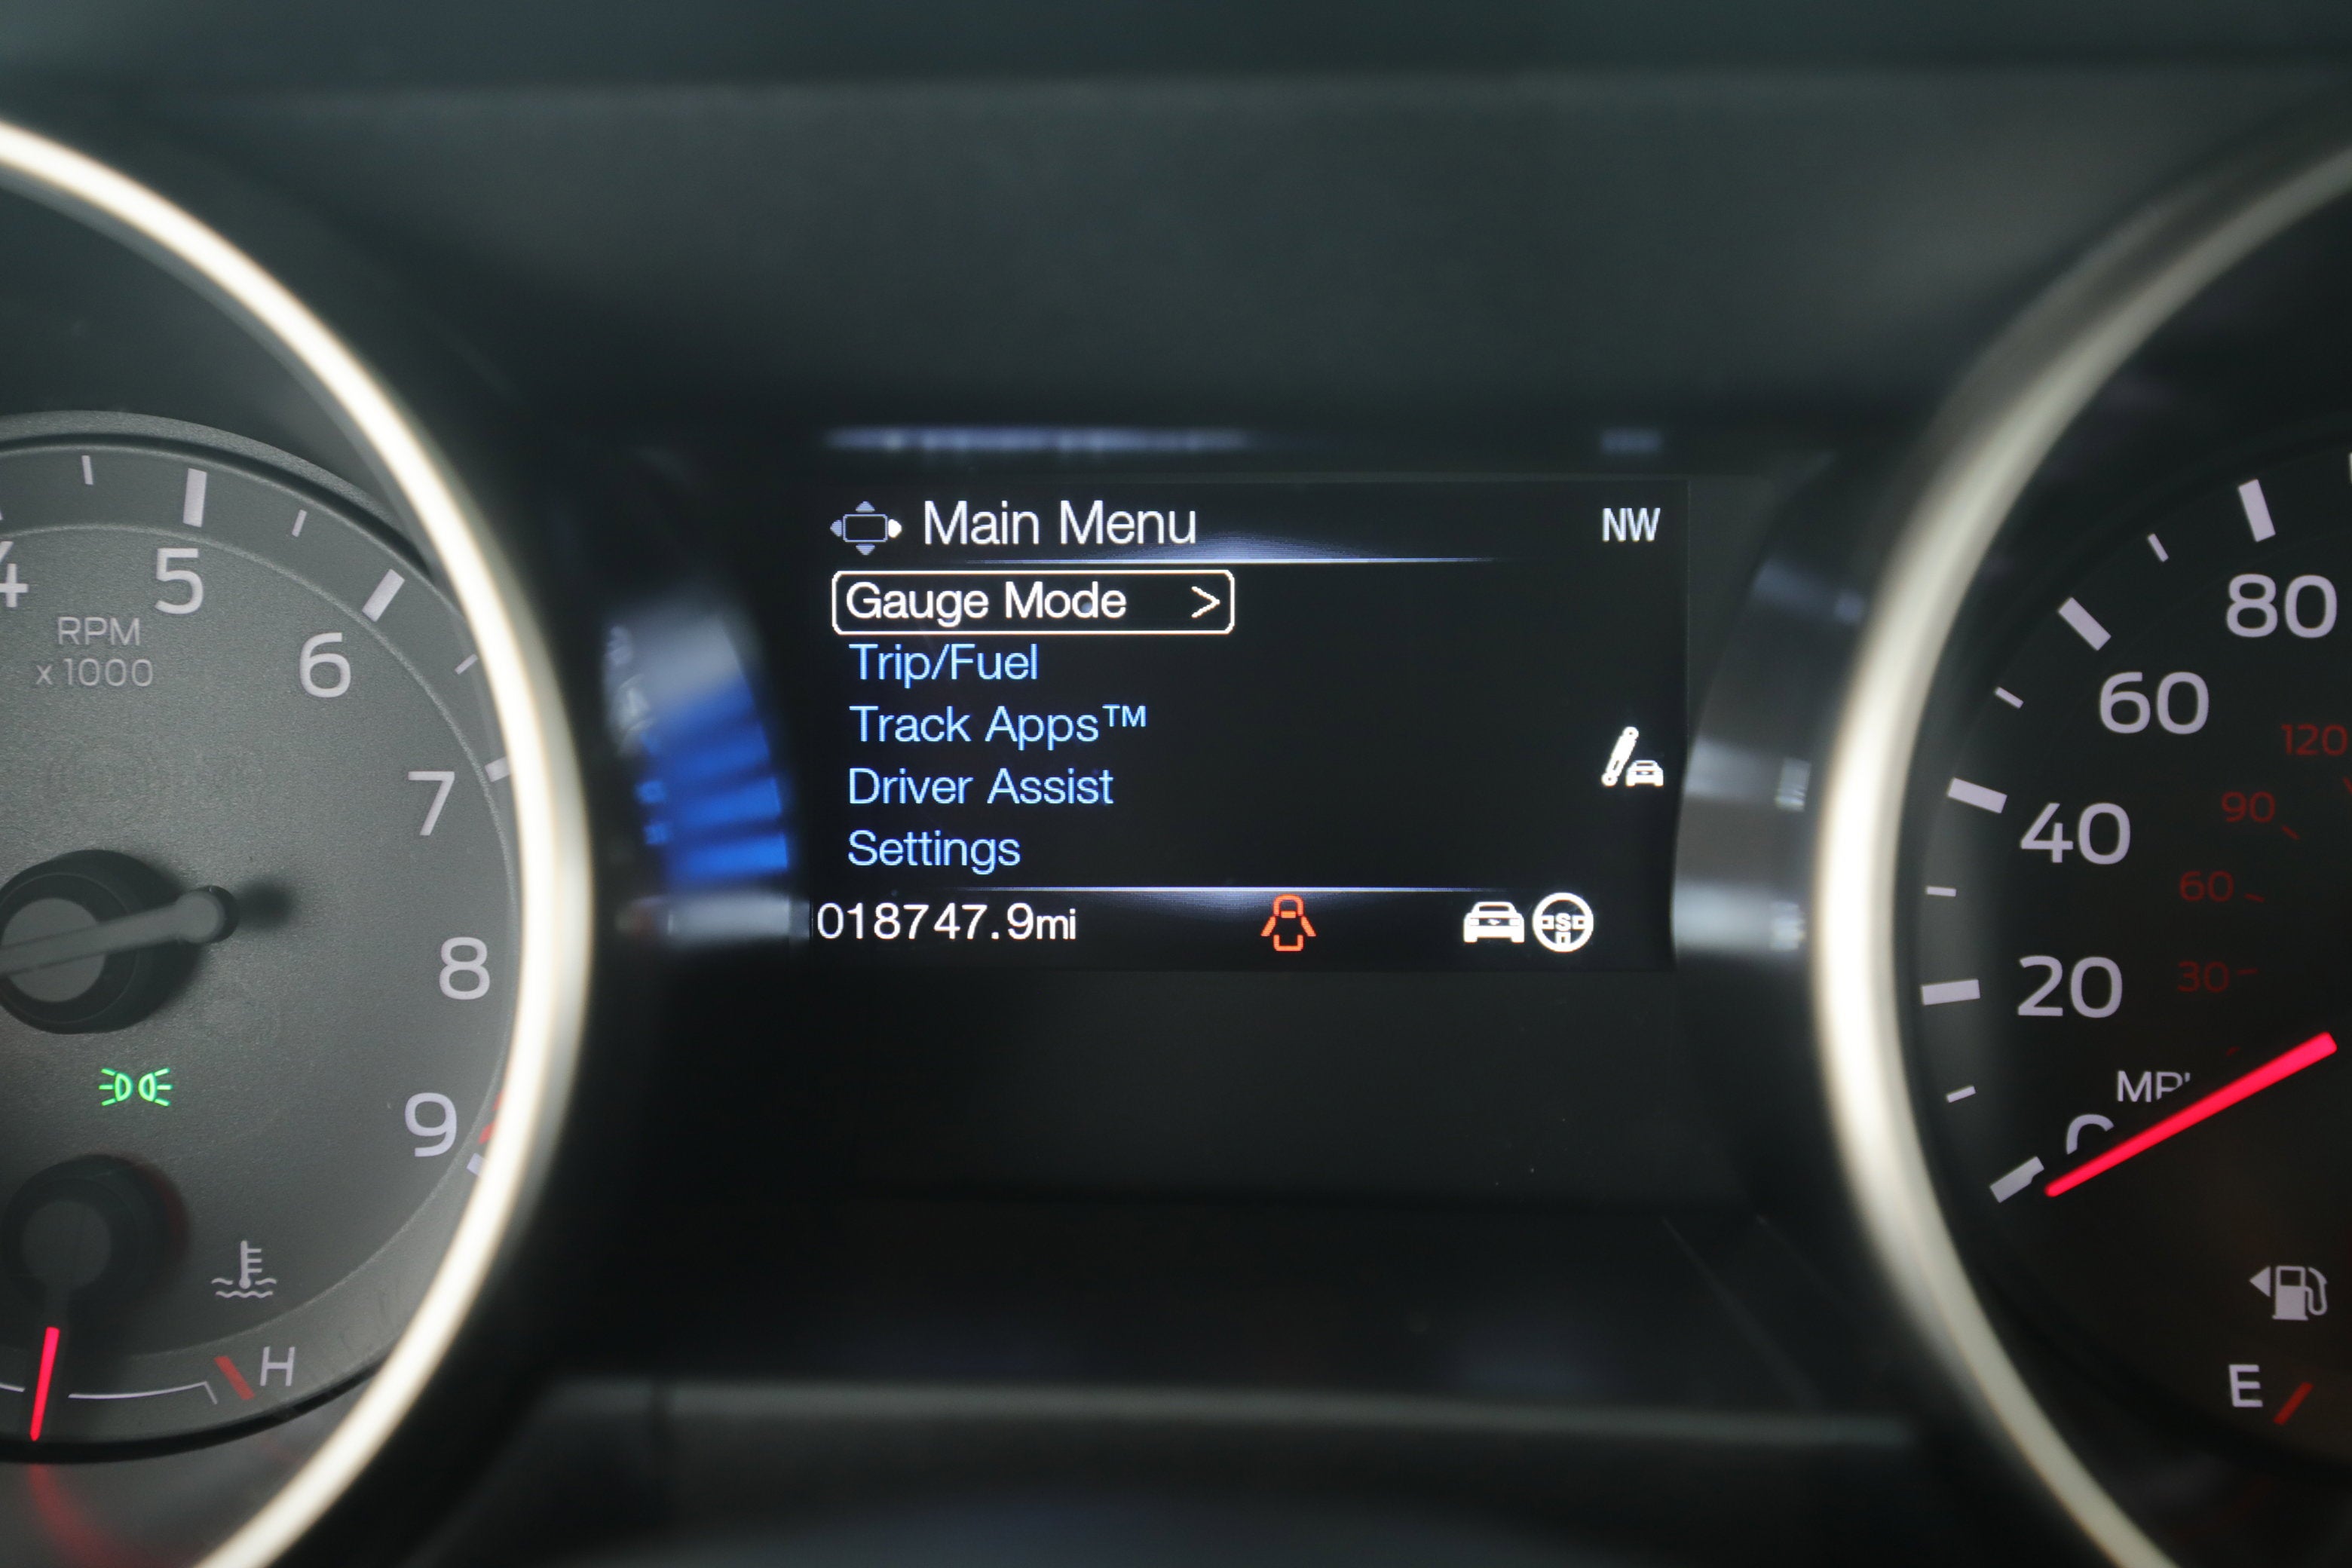 Main Menu
NW
Gauge Mode >
Trip/Fuel
Track Apps™
Driver Assist
Settings
018747.9mi
S
5
RPM
x1000
6
7
8
9
H
80
60
120
40
90
60
20
30
E